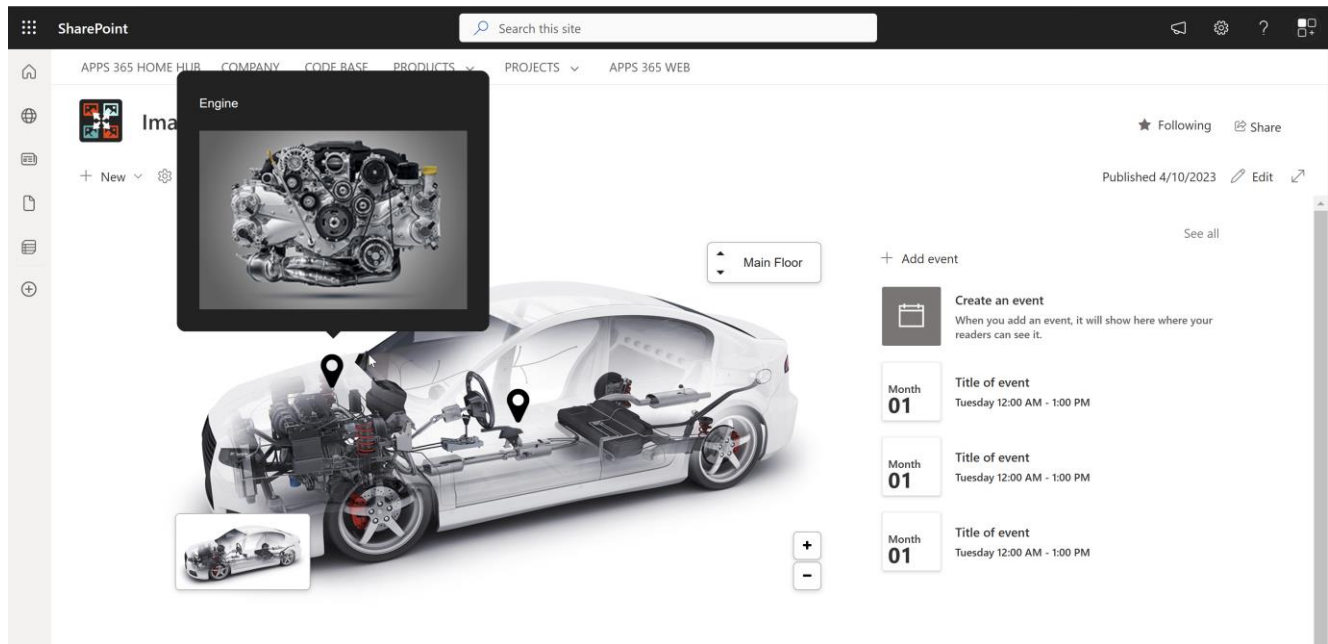 SharePoint
Search this site
APPS 365 HOME HUB COMPANY CODE BASE PRODUCTS PROJECTS APPS 365 WEB
Engine
Ima
Following Share
New
Published 4/10/2023 Edit
See all
Main Floor
Add event
Create an event
When you add an event, it will show here where your
readers can see it.
Month
01
Title of event
Tuesday 12:00 AM - 1:00 PM
Month
01
Title of event
Tuesday 12:00 AM - 1:00 PM
Month
01
Title of event
Tuesday 12:00 AM - 1:00 PM